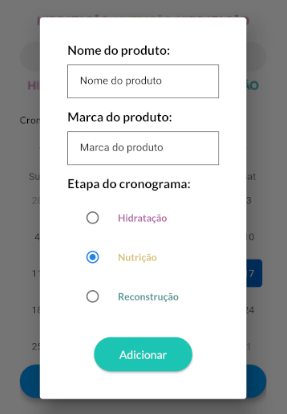 Nome do produto:
Nome do produto
Marca do produto:
Marca do produto
Etapa do cronograma:
Hidratação
Nutrição
Reconstrução
Adicionar